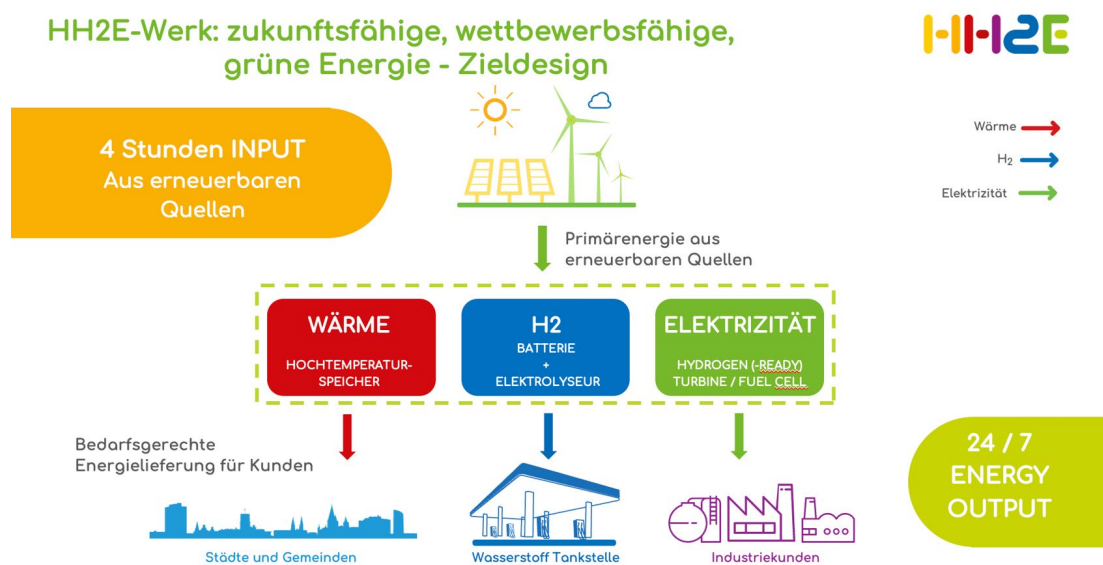 HH2E-Werk: zukunftsfähige, wettbewerbsfähige,
grüne Energie - Zieldesign
HH2E
4 Stunden INPUT
Aus erneuerbaren
Quellen
Wärme
H₂
Elektrizität
Primärenergie aus
erneuerbaren Quellen
WÄRME
HOCHTEMPERATUR-
SPEICHER
H2
BATTERIE
+
ELEKTROLYSEUR
ELEKTRIZITÄT
HYDROGEN (-READY)
TURBINE / FUEL CELL
Bedarfsgerechte
Energielieferung für Kunden
24 / 7
ENERGY
OUTPUT
Städte und Gemeinden
Wasserstoff Tankstelle
Industriekunden